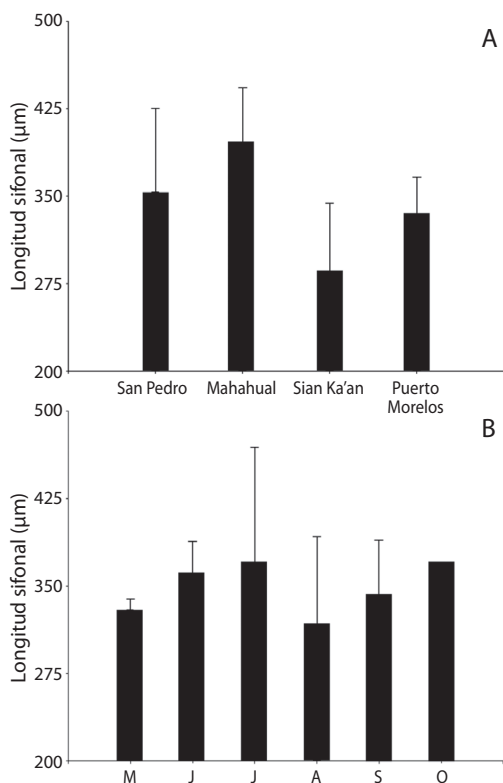 A
Longitud sifonal (µm)
500
425
350
275
200
San Pedro
Mahahual
Sian Ka'an
Puerto
Morelos
B
Longitud sifonal (µm)
500
425
350
275
200
M
J
J
A
S
O